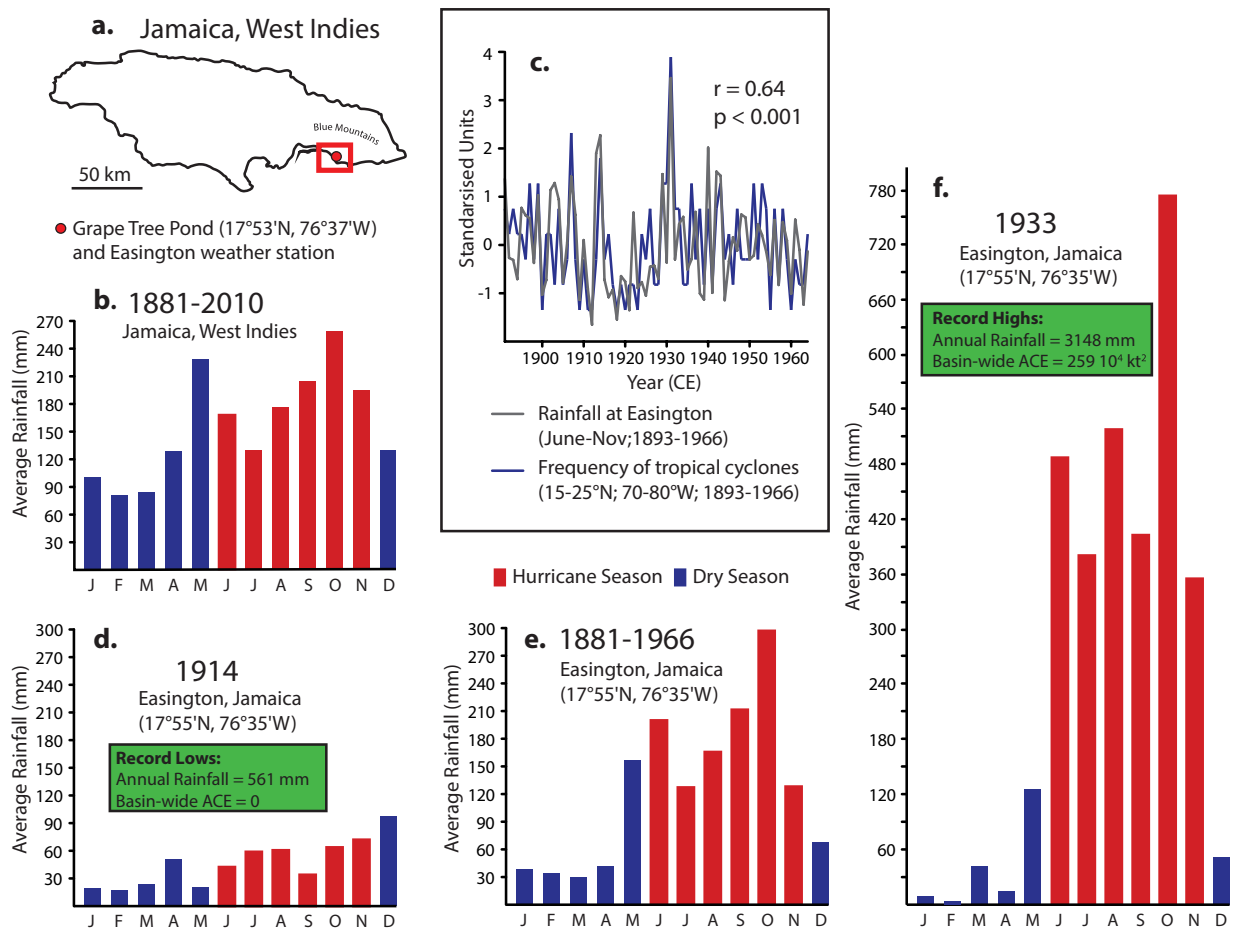 a. Jamaica, West Indies
Blue Mountains
50 km
Grape Tree Pond (17°53'N, 76°37'W)
and Easington weather station
b. 1881-2010
Jamaica, West Indies
Average Rainfall (mm)
270
240
210
180
150
120
90
60
30
J F M A M J J A S O N D
c.
r = 0.64
p < 0.001
Standarsised Units
4
3
2
1
0
-1
1900 1910 1920 1930 1940 1950 1960
Year (CE)
Rainfall at Easington
(June-Nov;1893-1966)
Frequency of tropical cyclones
(15-25°N; 70-80°W; 1893-1966)
Hurricane Season Dry Season
d.
1914
Easington, Jamaica
(17°55'N, 76°35'W)
Record Lows:
Annual Rainfall = 561 mm
Basin-wide ACE = 0
Average Rainfall (mm)
300
270
240
210
180
150
120
90
60
30
J F M A M J J A S O N D
e. 1881-1966
Easington, Jamaica
(17°55'N, 76°35'W)
Average Rainfall (mm)
300
270
240
210
180
150
120
90
60
30
J F M A M J J A S O N D
f.
1933
Easington, Jamaica
(17°55'N, 76°35'W)
Record Highs:
Annual Rainfall = 3148 mm
Basin-wide ACE = 259 10⁴ kt²
Average Rainfall (mm)
780
720
660
600
540
480
420
360
300
240
180
120
60
J F M A M J J A S O N D